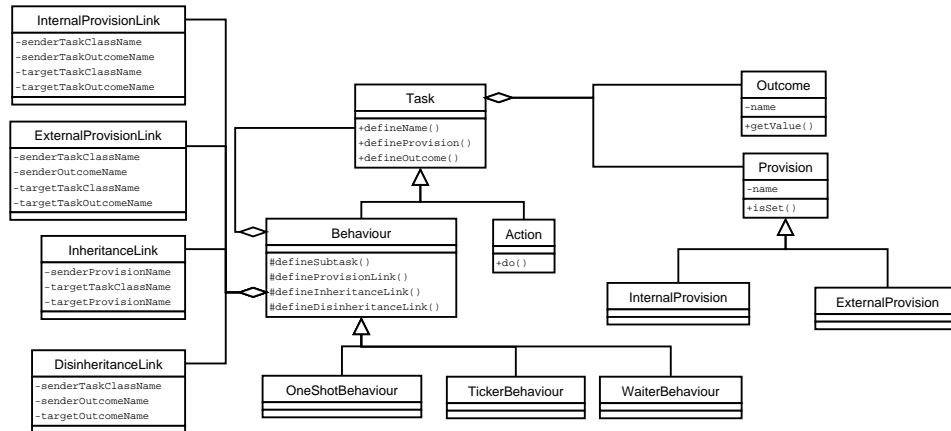 InternalProvisionLink
-senderTaskClassName
-senderTaskOutcomeName
-targetTaskClassName
-targetTaskOutcomeName
ExternalProvisionLink
-senderTaskClassName
-senderOutcomeName
-targetTaskClassName
-targetTaskOutcomeName
InheritanceLink
-senderProvisionName
-targetTaskClassName
-targetProvisionName
DisinheritanceLink
-senderTaskClassName
-senderOutcomeName
-targetOutcomeName
Task
+defineName()
+defineProvision()
+defineOutcome()
Behaviour
#defineSubtask()
#defineProvisionLink()
#defineInheritanceLink()
#defineDisinheritanceLink()
Action
+do()
OneShotBehaviour
TickerBehaviour
WaiterBehaviour
Outcome
-name
+getValue()
Provision
-name
+isSet()
InternalProvision
ExternalProvision